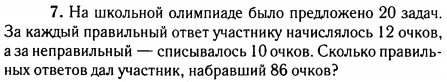 7. На школьной олимпиаде было предложено 20 задач.
За каждый правильный ответ участнику начислялось 12 очков,
а за неправильный — списывалось 10 очков. Сколько правиль-
ных ответов дал участник, набравший 86 очков?